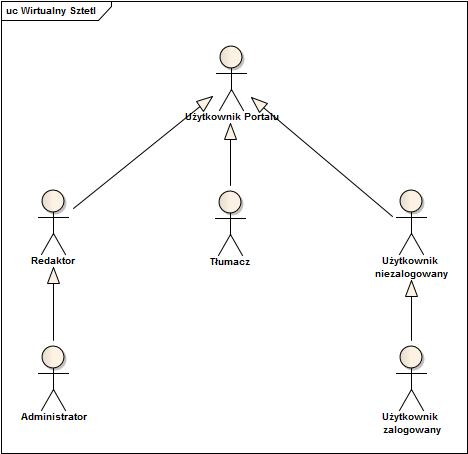 uc Wirtualny Sztetl
Użytkownik Portalu
Redaktor
Tłumacz
Użytkownik
niezalogowany
Administrator
Użytkownik
zalogowany